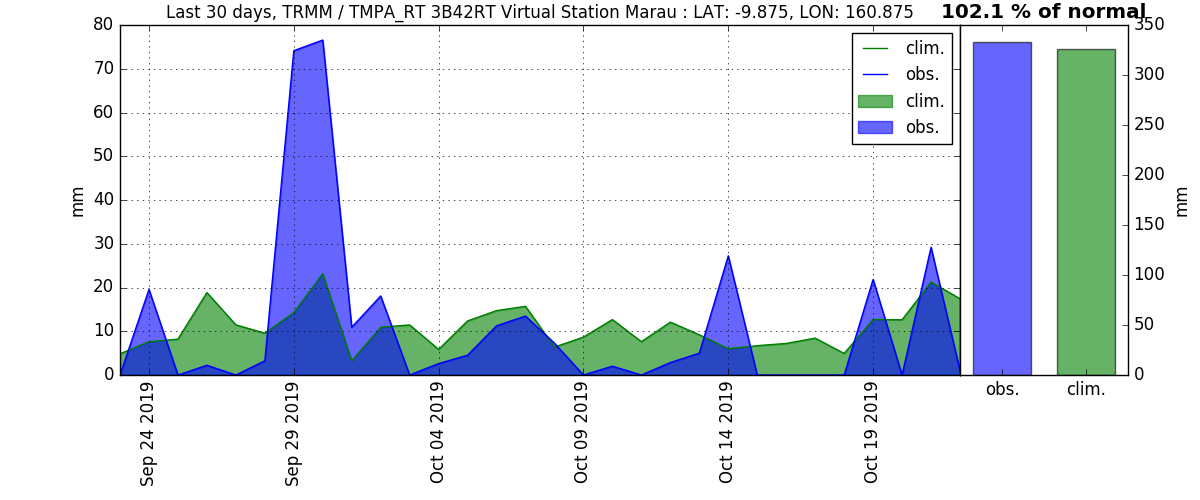 Last 30 days, TRMM / TMPA_RT 3B42RT Virtual Station Marau : LAT: -9.875, LON: 160.875
102.1 % of normal
80
70
60
50
40
30
20
10
0
mm
clim.
obs.
clim.
obs.
350
300
250
200
150
100
50
0
mm
obs.
clim.
Sep 24 2019
Sep 29 2019
Oct 04 2019
Oct 09 2019
Oct 14 2019
Oct 19 2019